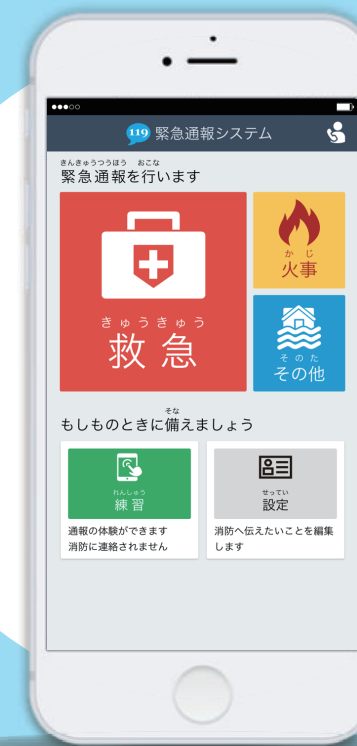 119 緊急通報システム
きんきゅうつうほう おこな
緊急通報を行います
きゅうきゅう
救急
かじ
火事
そのた
その他
そな
もしものときに備えましょう
れんしゅう
練習
通報の体験ができます
消防に連絡されません
せってい
設定
消防へ伝えたいことを編集
します